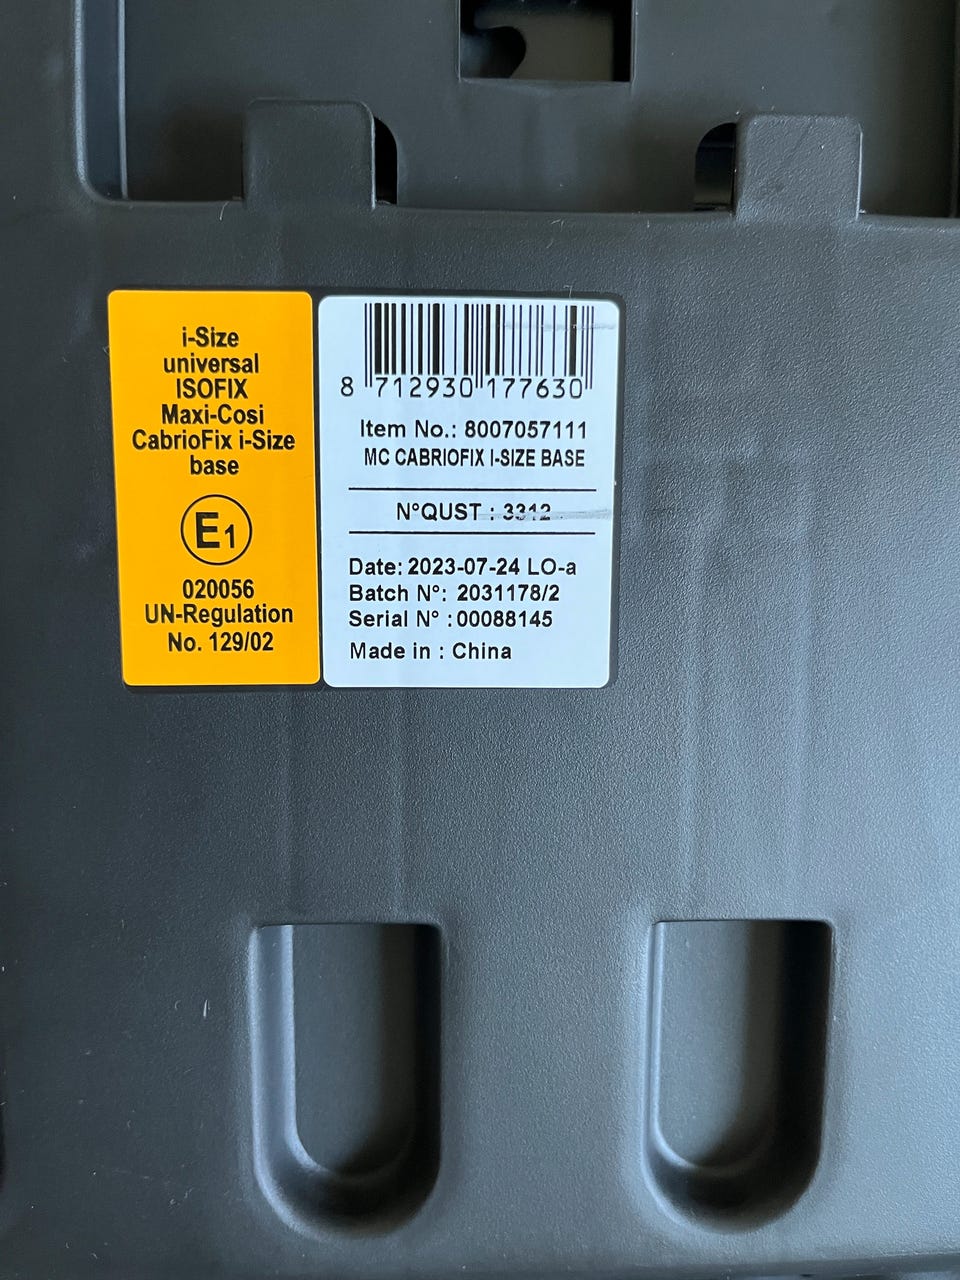 i-Size
universal
ISOFIX
Maxi-Cosi
CabrioFix i-Size
base
E1
020056
UN-Regulation
No. 129/02
8 712930 177630
Item No.: 8007057111
MC CABRIOFIX I-SIZE BASE
N°QUST : 3312
Date: 2023-07-24 LO-a
Batch N°: 2031178/2
Serial N° :00088145
Made in : China